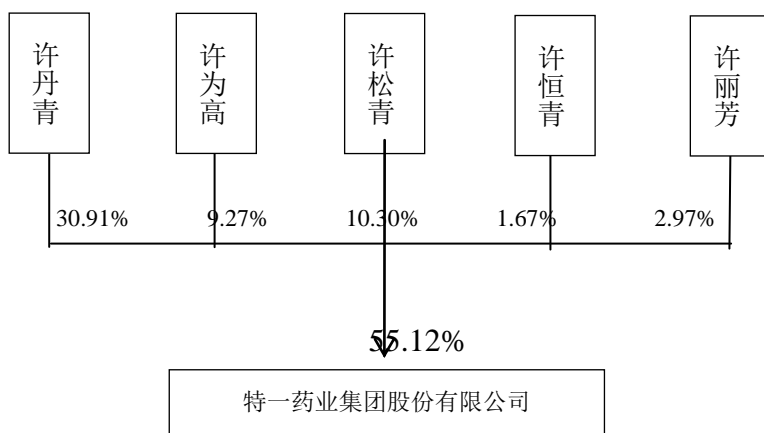 许丹青
许为高
许松青
许恒青
许丽芳
30.91%
9.27%
10.30%
1.67%
2.97%
55.12%
特一药业集团股份有限公司